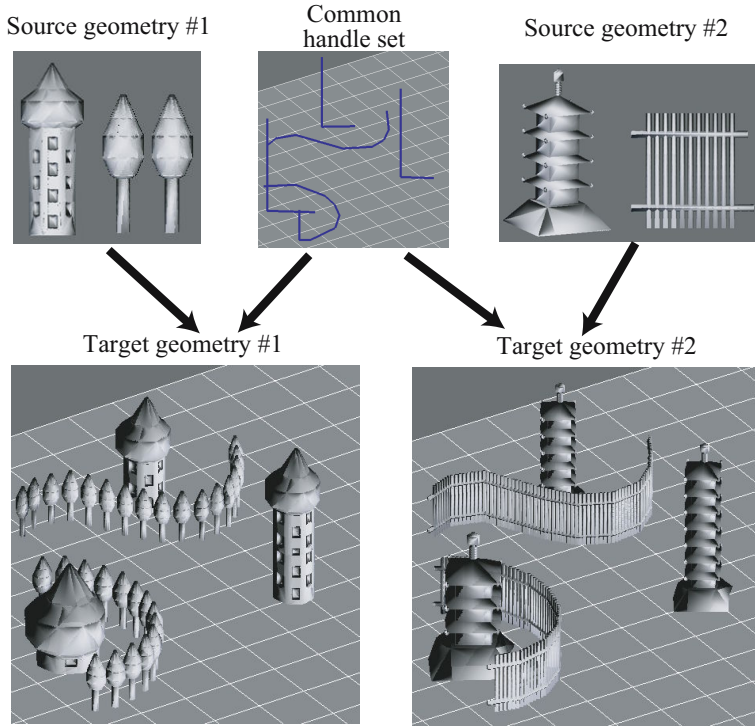 Source geometry #1
Common
handle set
Source geometry #2
Target geometry #1
Target geometry #2